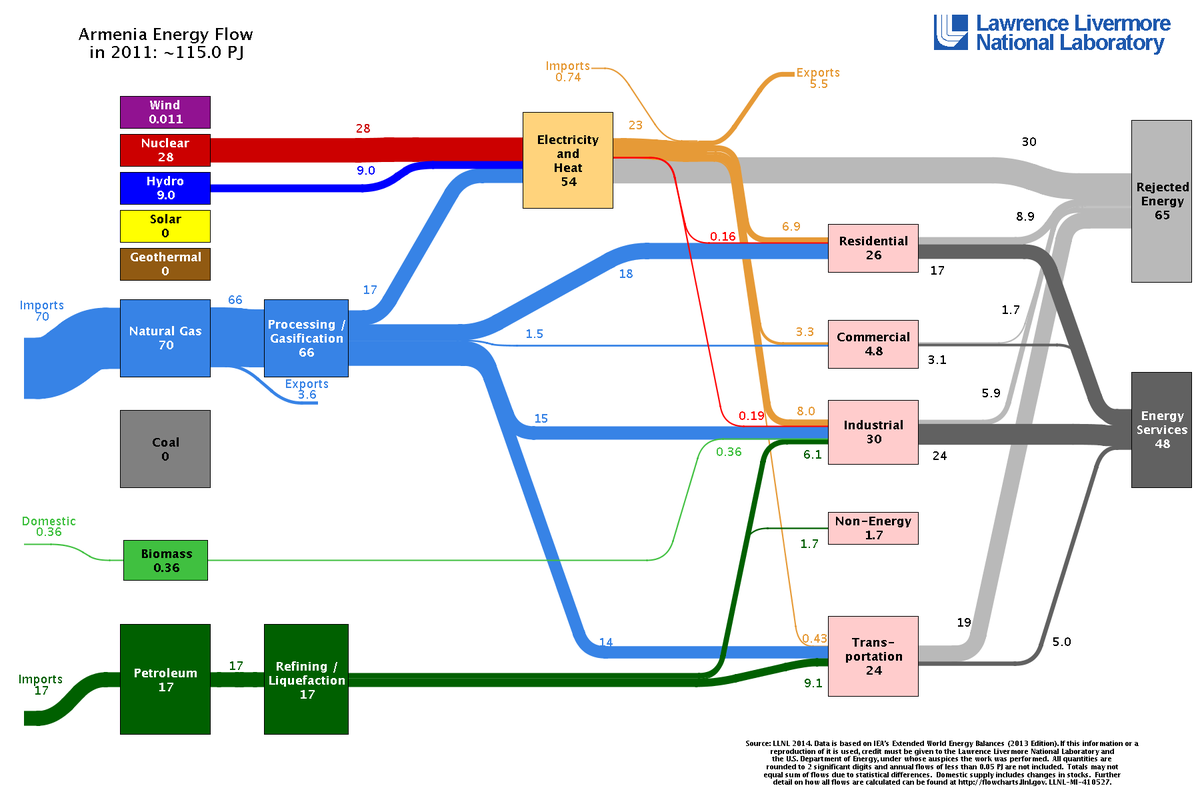 Armenia Energy Flow
in 2011: ~115.0 PJ
Lawrence Livermore
National Laboratory
Imports
0.74
Exports
5.5
Wind
0.011
Nuclear
28
28
Hydro
9.0
9.0
Solar
0
Geothermal
0
Electricity
and
Heat
54
23
30
Rejected
Energy
65
6.9
0.16
Residential
26
8.9
17
Imports
70
Natural Gas
70
66
Exports
3.6
Processing /
Gasification
66
17
18
1.5
3.3
Commercial
4.8
1.7
3.1
Coal
0
15
0.19
0.36
8.0
6.1
Industrial
30
5.9
24
Energy
Services
48
Domestic
0.36
Biomass
0.36
Non-Energy
1.7
1.7
Imports
17
Petroleum
17
17
Refining /
Liquefaction
17
14
0.43
9.1
Trans-
portation
24
19
5.0
Source: LLNL 2014. Data is based on IEA's Extended World Energy Balances (2013 Edition). If this information or a
reproduction of it is used, credit must be given to the Lawrence Livermore National Laboratory and
the U.S. Department of Energy, under whose auspices the work was performed. All quantities are
rounded to 2 significant digits and annual flows of less than 0.05 PJ are not included. Totals may not
equal sum of flows due to statistical differences. Domestic supply includes changes in stocks. Further
detail on how all flows are calculated can be found at http://flowcharts.llnl.gov. LLNL-MI-410527.